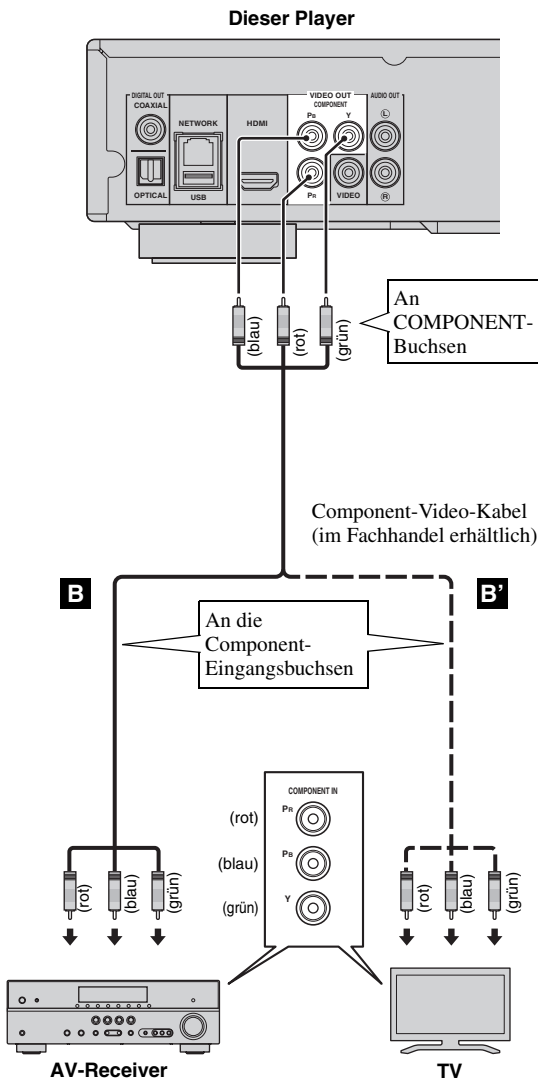 Dieser Player
DIGITAL OUT
COAXIAL
OPTICAL
NETWORK
USB
HDMI
VIDEO OUT
COMPONENT
PB
Y
PR
VIDEO
AUDIO OUT
L
R
(blau)
(rot)
(grün)
An
COMPONENT-
Buchsen
Component-Video-Kabel
(im Fachhandel erhältlich)
B
B'
An die
Component-
Eingangsbuchsen
COMPONENT IN
(rot)
PR
(blau)
PB
(grün)
Y
(rot)
(blau)
(grün)
(rot)
(blau)
(grün)
AV-Receiver
TV